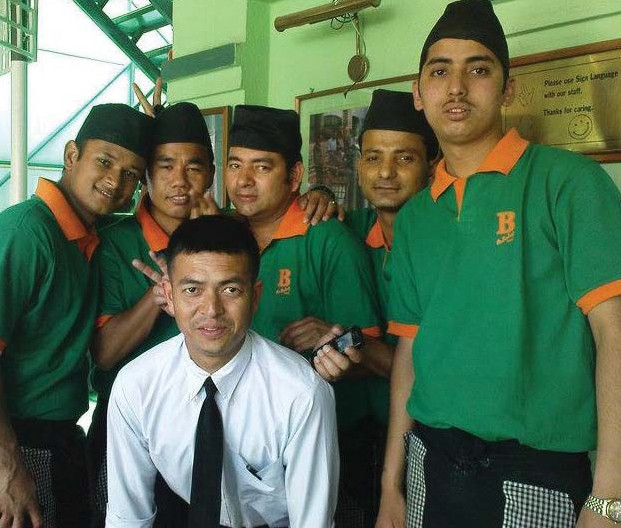 Please use Sign Language
with our staff.
Thanks for caring...
B
B